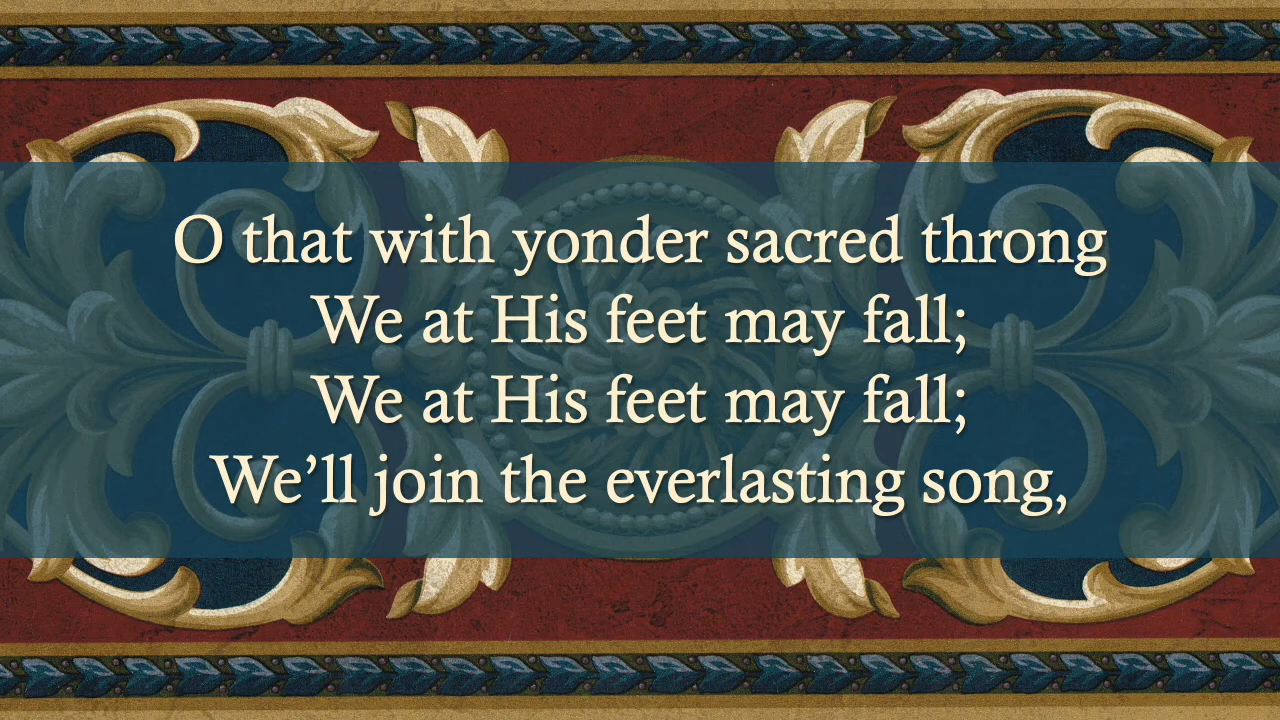 O that with yonder sacred throng
We at His feet may fall;
We at His feet may fall;
We’ll join the everlasting song,